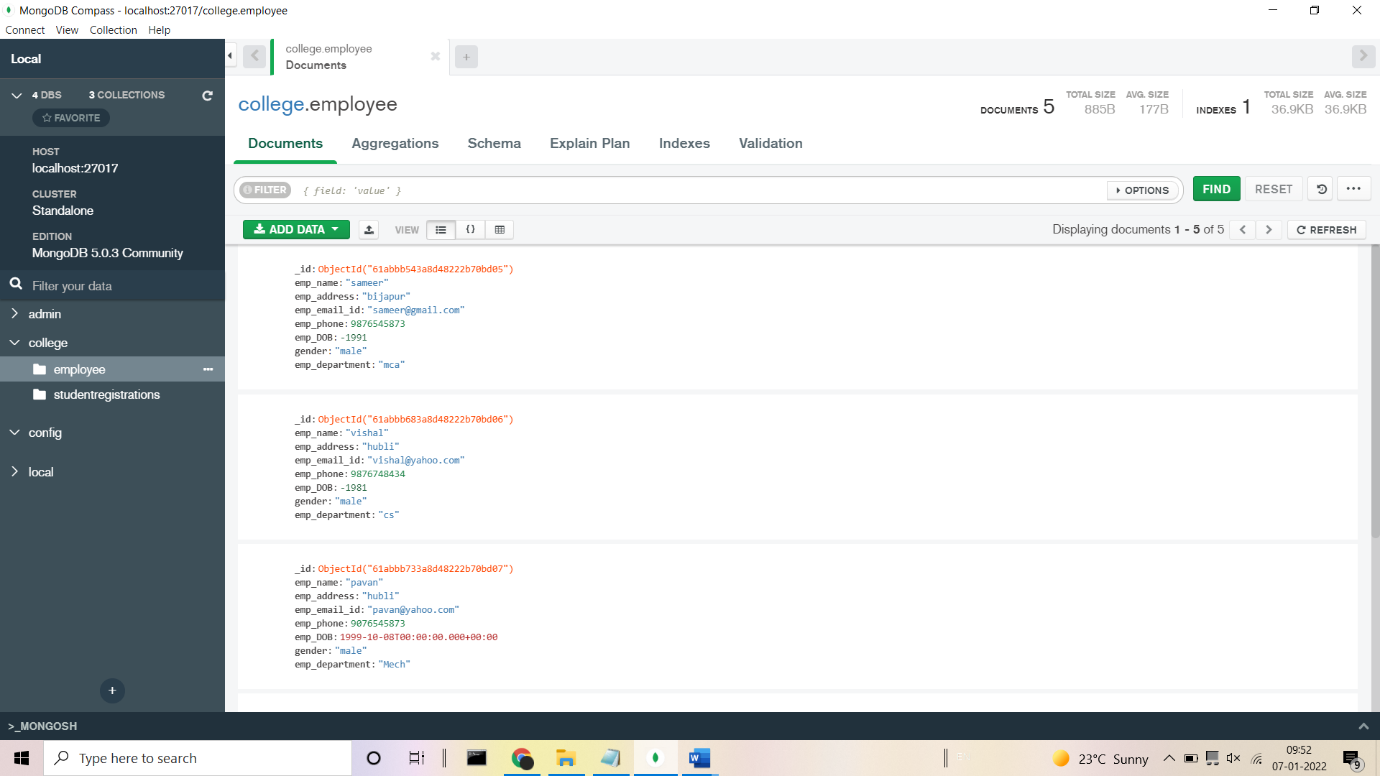 MongoDB Compass - localhost:27017/college.employee
Connect View Collection Help
Local
4 DBS 3 COLLECTIONS
☆ FAVORITE
HOST
localhost:27017
CLUSTER
Standalone
EDITION
MongoDB 5.0.3 Community
Filter your data
admin
college
employee
studentregistrations
config
local
+
college.employee
Documents
+
college.employee
DOCUMENTS 5
TOTAL SIZE AVG. SIZE
885B 177B
INDEXES 1
TOTAL SIZE AVG. SIZE
36.9KB 36.9KB
Documents Aggregations Schema Explain Plan Indexes Validation
FILTER { field: 'value' } OPTIONS FIND RESET
ADD DATA VIEW {} Displaying documents 1 - 5 of 5 REFRESH
_id: ObjectId("61abbb543a8d48222b70bd05")
emp_name: "sameer"
emp_address: "bijapur"
emp_email_id: "sameer@gmail.com"
emp_phone: 9876545873
emp_DOB: -1991
gender: "male"
emp_department: "mca"
_id: ObjectId("61abbb683a8d48222b70bd06")
emp_name: "vishal"
emp_address: "hubli"
emp_email_id: "vishal@yahoo.com"
emp_phone: 9876748434
emp_DOB: -1981
gender: "male"
emp_department: "cs"
_id: ObjectId("61abbb733a8d48222b70bd07")
emp_name: "pavan"
emp_address: "hubli"
emp_email_id: "pavan@yahoo.com"
emp_phone: 9076545873
emp_DOB: 1999-10-08T00:00:00.000+00:00
gender: "male"
emp_department: "Mech"
>_MONGOSH
Type here to search
23°C Sunny
09:52
07-01-2022
9